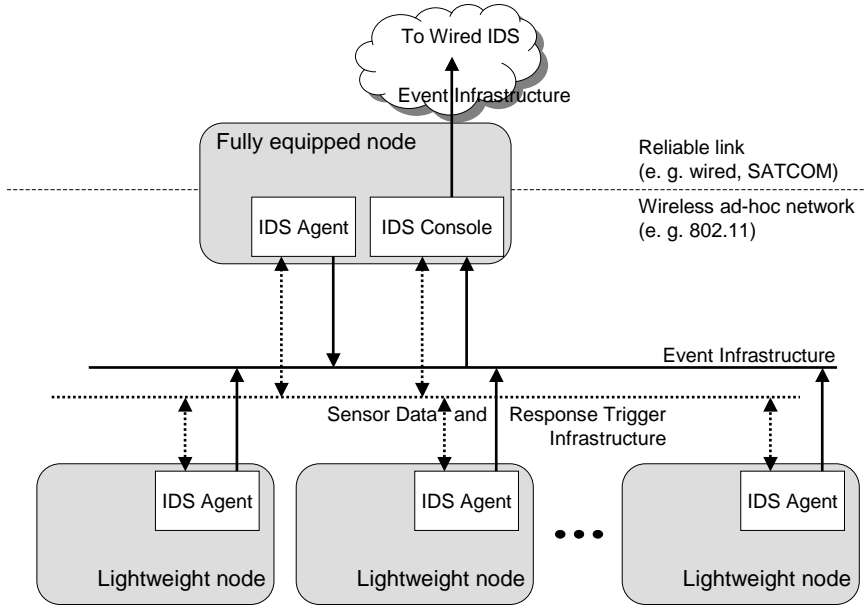 To Wired IDS
Event Infrastructure
Fully equipped node
Reliable link
(e. g. wired, SATCOM)
Wireless ad-hoc network
(e. g. 802.11)
IDS Agent
IDS Console
Event Infrastructure
Sensor Data and Response Trigger
Infrastructure
IDS Agent
IDS Agent
IDS Agent
Lightweight node
Lightweight node
Lightweight node